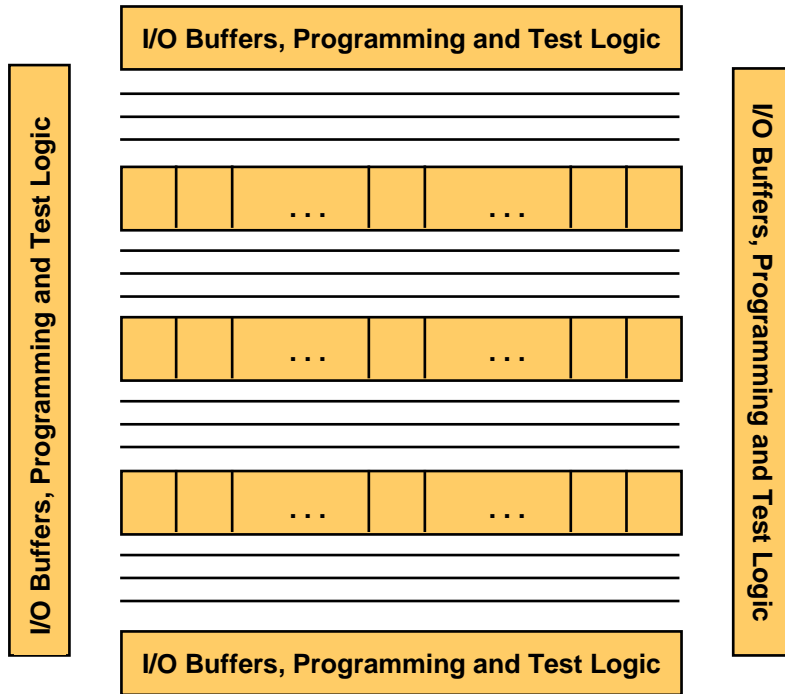 I/O Buffers, Programming and Test Logic
I/O Buffers, Programming and Test Logic
I/O Buffers, Programming and Test Logic
. . . . . .
. . . . . .
. . . . . .
I/O Buffers, Programming and Test Logic